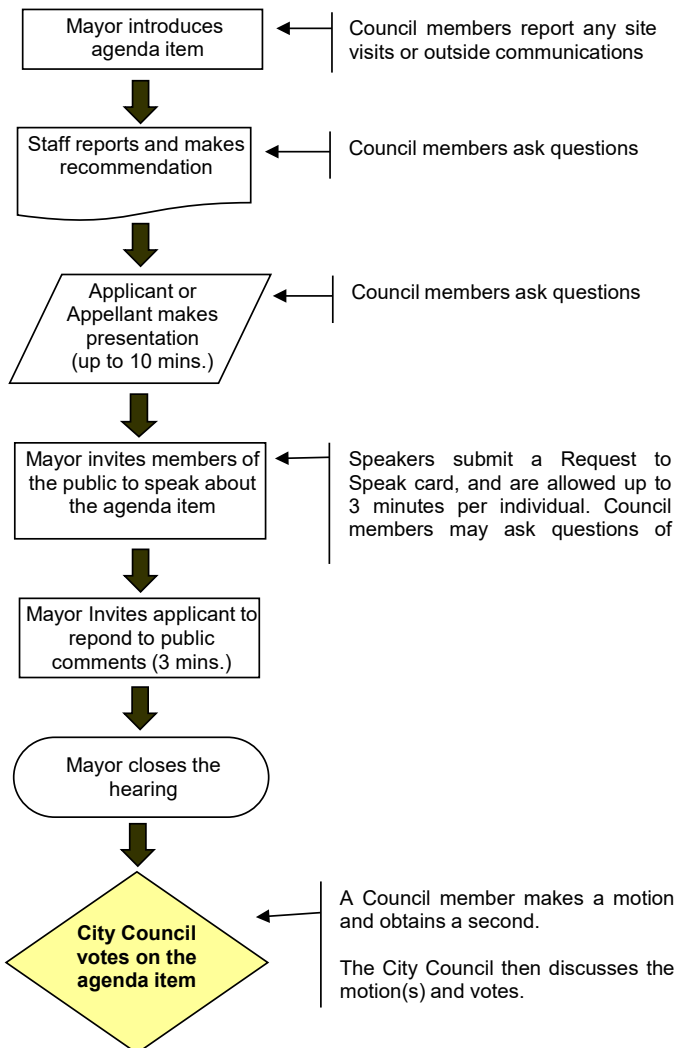 Mayor introduces
agenda item
Council members report any site
visits or outside communications
Staff reports and makes
recommendation
Council members ask questions
Applicant or
Appellant makes
presentation
(up to 10 mins.)
Council members ask questions
Mayor invites members of
the public to speak about
the agenda item
Speakers submit a Request to
Speak card, and are allowed up to
3 minutes per individual. Council
members may ask questions of
Mayor Invites applicant to
repond to public
comments (3 mins.)
Mayor closes the
hearing
City Council
votes on the
agenda item
A Council member makes a motion
and obtains a second.
The City Council then discusses the
motion(s) and votes.